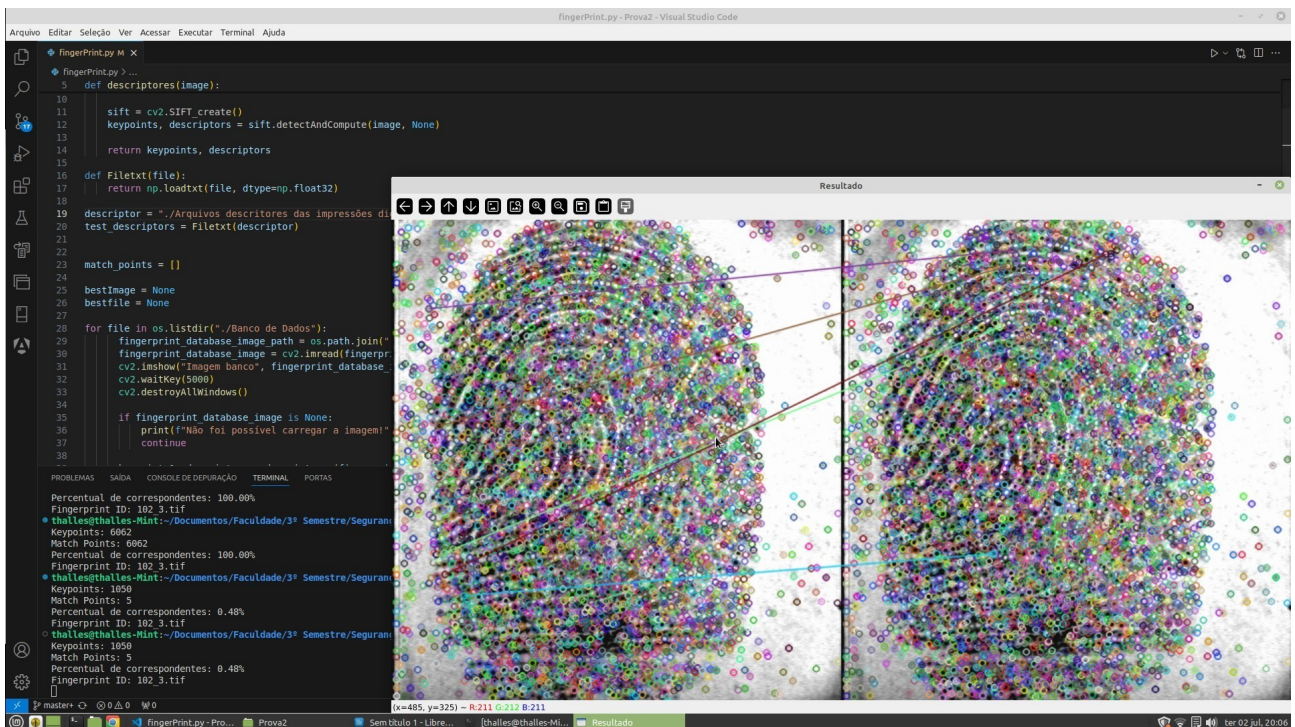 fingerPrint.py - Prova2 - Visual Studio Code
Arquivo Editar Seleção Ver Acessar Executar Terminal Ajuda
fingerPrint.py M
fingerPrint.py > ...
5 def descriptores(image):
10
11 sift = cv2.SIFT_create()
12 keypoints, descriptors = sift.detectAndCompute(image, None)
13
14 return keypoints, descriptors
15
16 def Filetxt(file):
17 return np.loadtxt(file, dtype=np.float32)
18
19 descriptor = "./Arquivos descritores das impressões di
20 test_descriptors = Filetxt(descriptor)
21
22
23 match_points = []
24
25 bestImage = None
26 bestfile = None
27
28 for file in os.listdir("./Banco de Dados"):
29 fingerprint_database_image_path = os.path.join("
30 fingerprint_database_image = cv2.imread(fingerpr
31 cv2.imshow("Imagem banco", fingerprint_database_
32 cv2.waitKey(5000)
33 cv2.destroyAllWindows()
34
35 if fingerprint_database_image is None:
36 print(f"Não foi possível carregar a imagem!"
37 continue
38
PROBLEMAS SAÍDA CONSOLE DE DEPURAÇÃO TERMINAL PORTAS
Percentual de correspondentes: 100.00%
Fingerprint ID: 102_3.tif
thalles@thalles-Mint:~/Documentos/Faculdade/3º Semestre/Seguran
Keypoints: 6062
Match Points: 6062
Percentual de correspondentes: 100.00%
Fingerprint ID: 102_3.tif
thalles@thalles-Mint:~/Documentos/Faculdade/3º Semestre/Seguran
Keypoints: 1050
Match Points: 5
Percentual de correspondentes: 0.48%
Fingerprint ID: 102_3.tif
thalles@thalles-Mint:~/Documentos/Faculdade/3º Semestre/Seguran
Keypoints: 1050
Match Points: 5
Percentual de correspondentes: 0.48%
Fingerprint ID: 102_3.tif
Resultado
(x=485, y=325) ~ R:211 G:212 B:211
17
master+ 0 0 0
fingerPrint.py - Pro... Prova2 Sem título 1 - Libre... [thalles@thalles-Mi... Resultado ter 02 jul, 20:06